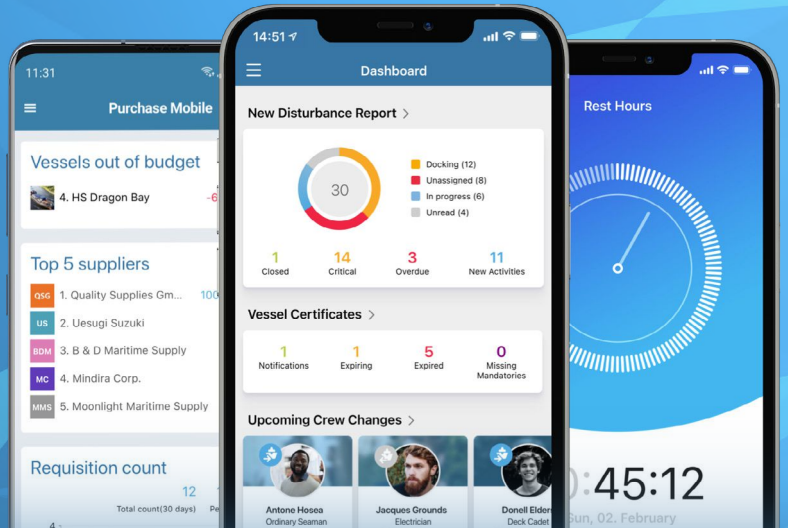 11:31
Purchase Mobile
Vessels out of budget
4. HS Dragon Bay
-6
Top 5 suppliers
QSG 1. Quality Supplies Gm... 100
US 2. Uesugi Suzuki
BDM 3. B & D Maritime Supply
MC 4. Mindira Corp.
MMS 5. Moonlight Maritime Supply
Requisition count
12
Total count(30 days)
4
14:51
Dashboard
New Disturbance Report >
30
Docking (12)
Unassigned (8)
In progress (6)
Unread (4)
1 14 3 11
Closed Critical Overdue New Activities
Vessel Certificates >
1 1 5 0
Notifications Expiring Expired Missing
Mandatories
Upcoming Crew Changes >
Antone Hosea Jacques Grounds Donell Elder
Ordinary Seaman Electrician Deck Cadet
Rest Hours
:45:12
Sun, 02. February